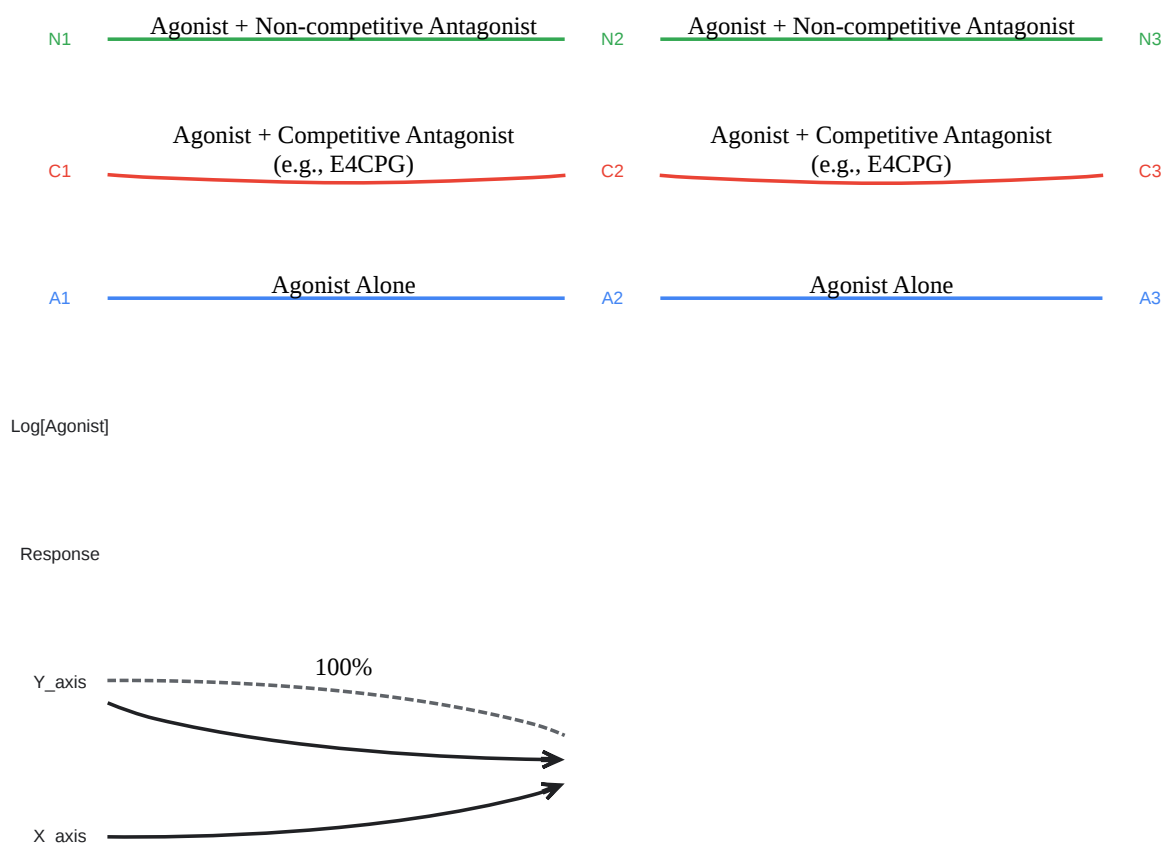 Agonist + Non-competitive Antagonist
Agonist + Non-competitive Antagonist
N1
N2
N3
Agonist + Competitive Antagonist
(e.g., E4CPG)
Agonist + Competitive Antagonist
(e.g., E4CPG)
C1
C2
C3
Agonist Alone
Agonist Alone
A1
A2
A3
Log[Agonist]
Response
100%
Y_axis
X_axis